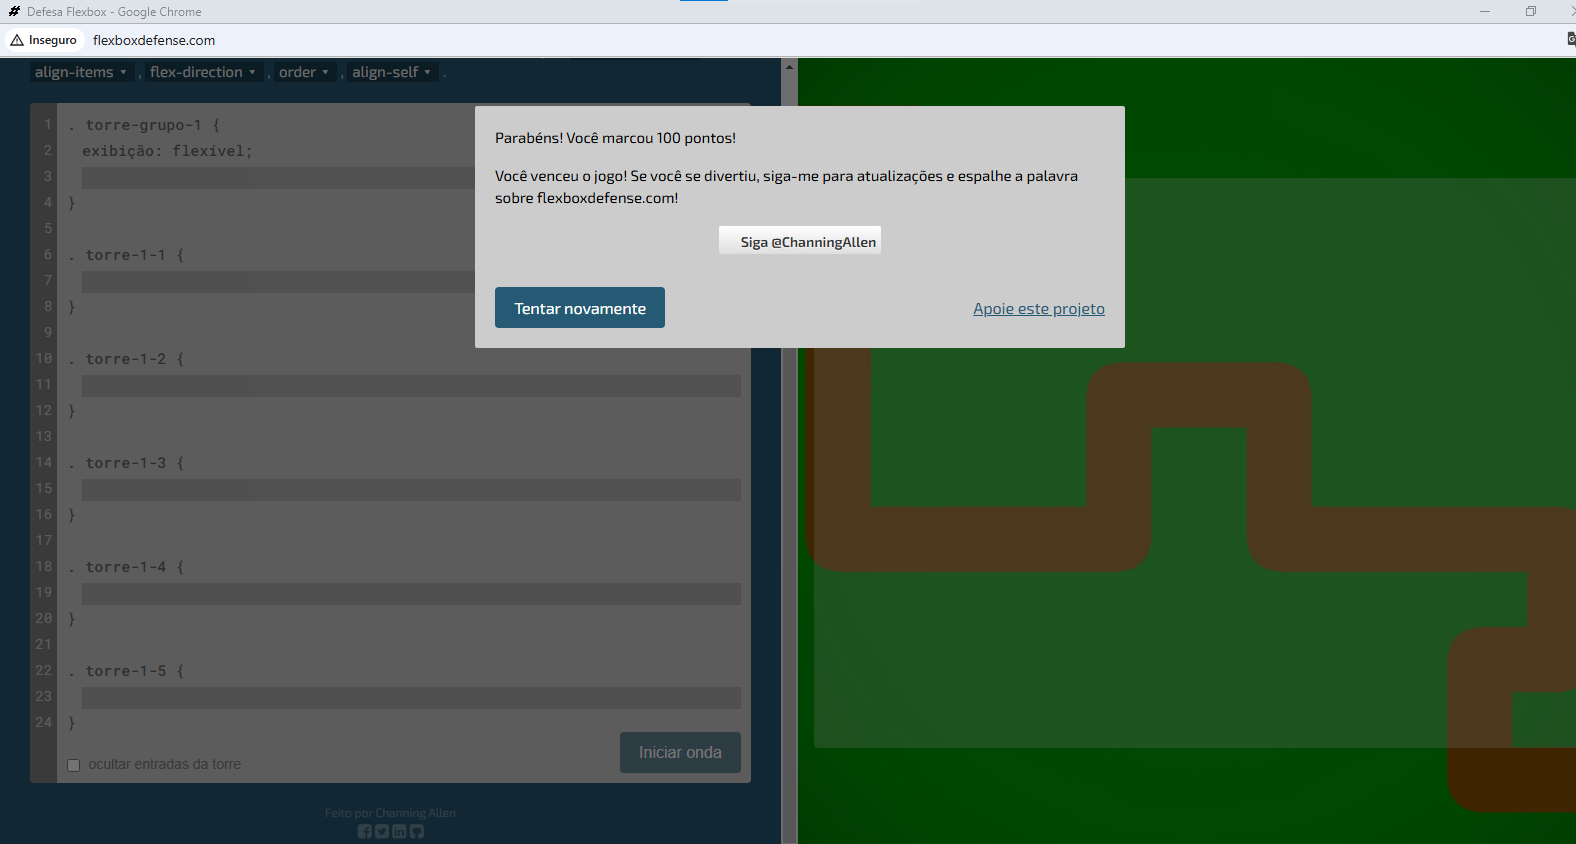 Defesa Flexbox - Google Chrome
Inseguro flexboxdefense.com
align-items ▾ , flex-direction ▾ , order ▾ , align-self ▾ .
1 . torre-grupo-1 {
2 exibição: flexível;
3
4 }
5
6 . torre-1-1 {
7
8 }
9
10 . torre-1-2 {
11
12 }
13
14 . torre-1-3 {
15
16 }
17
18 . torre-1-4 {
19
20 }
21
22 . torre-1-5 {
23
24 }
ocultar entradas da torre
Iniciar onda
Feito por Channing Allen
Parabéns! Você marcou 100 pontos!
Você venceu o jogo! Se você se divertiu, siga-me para atualizações e espalhe a palavra
sobre flexboxdefense.com!
Siga @ChanningAllen
Tentar novamente
Apoie este projeto